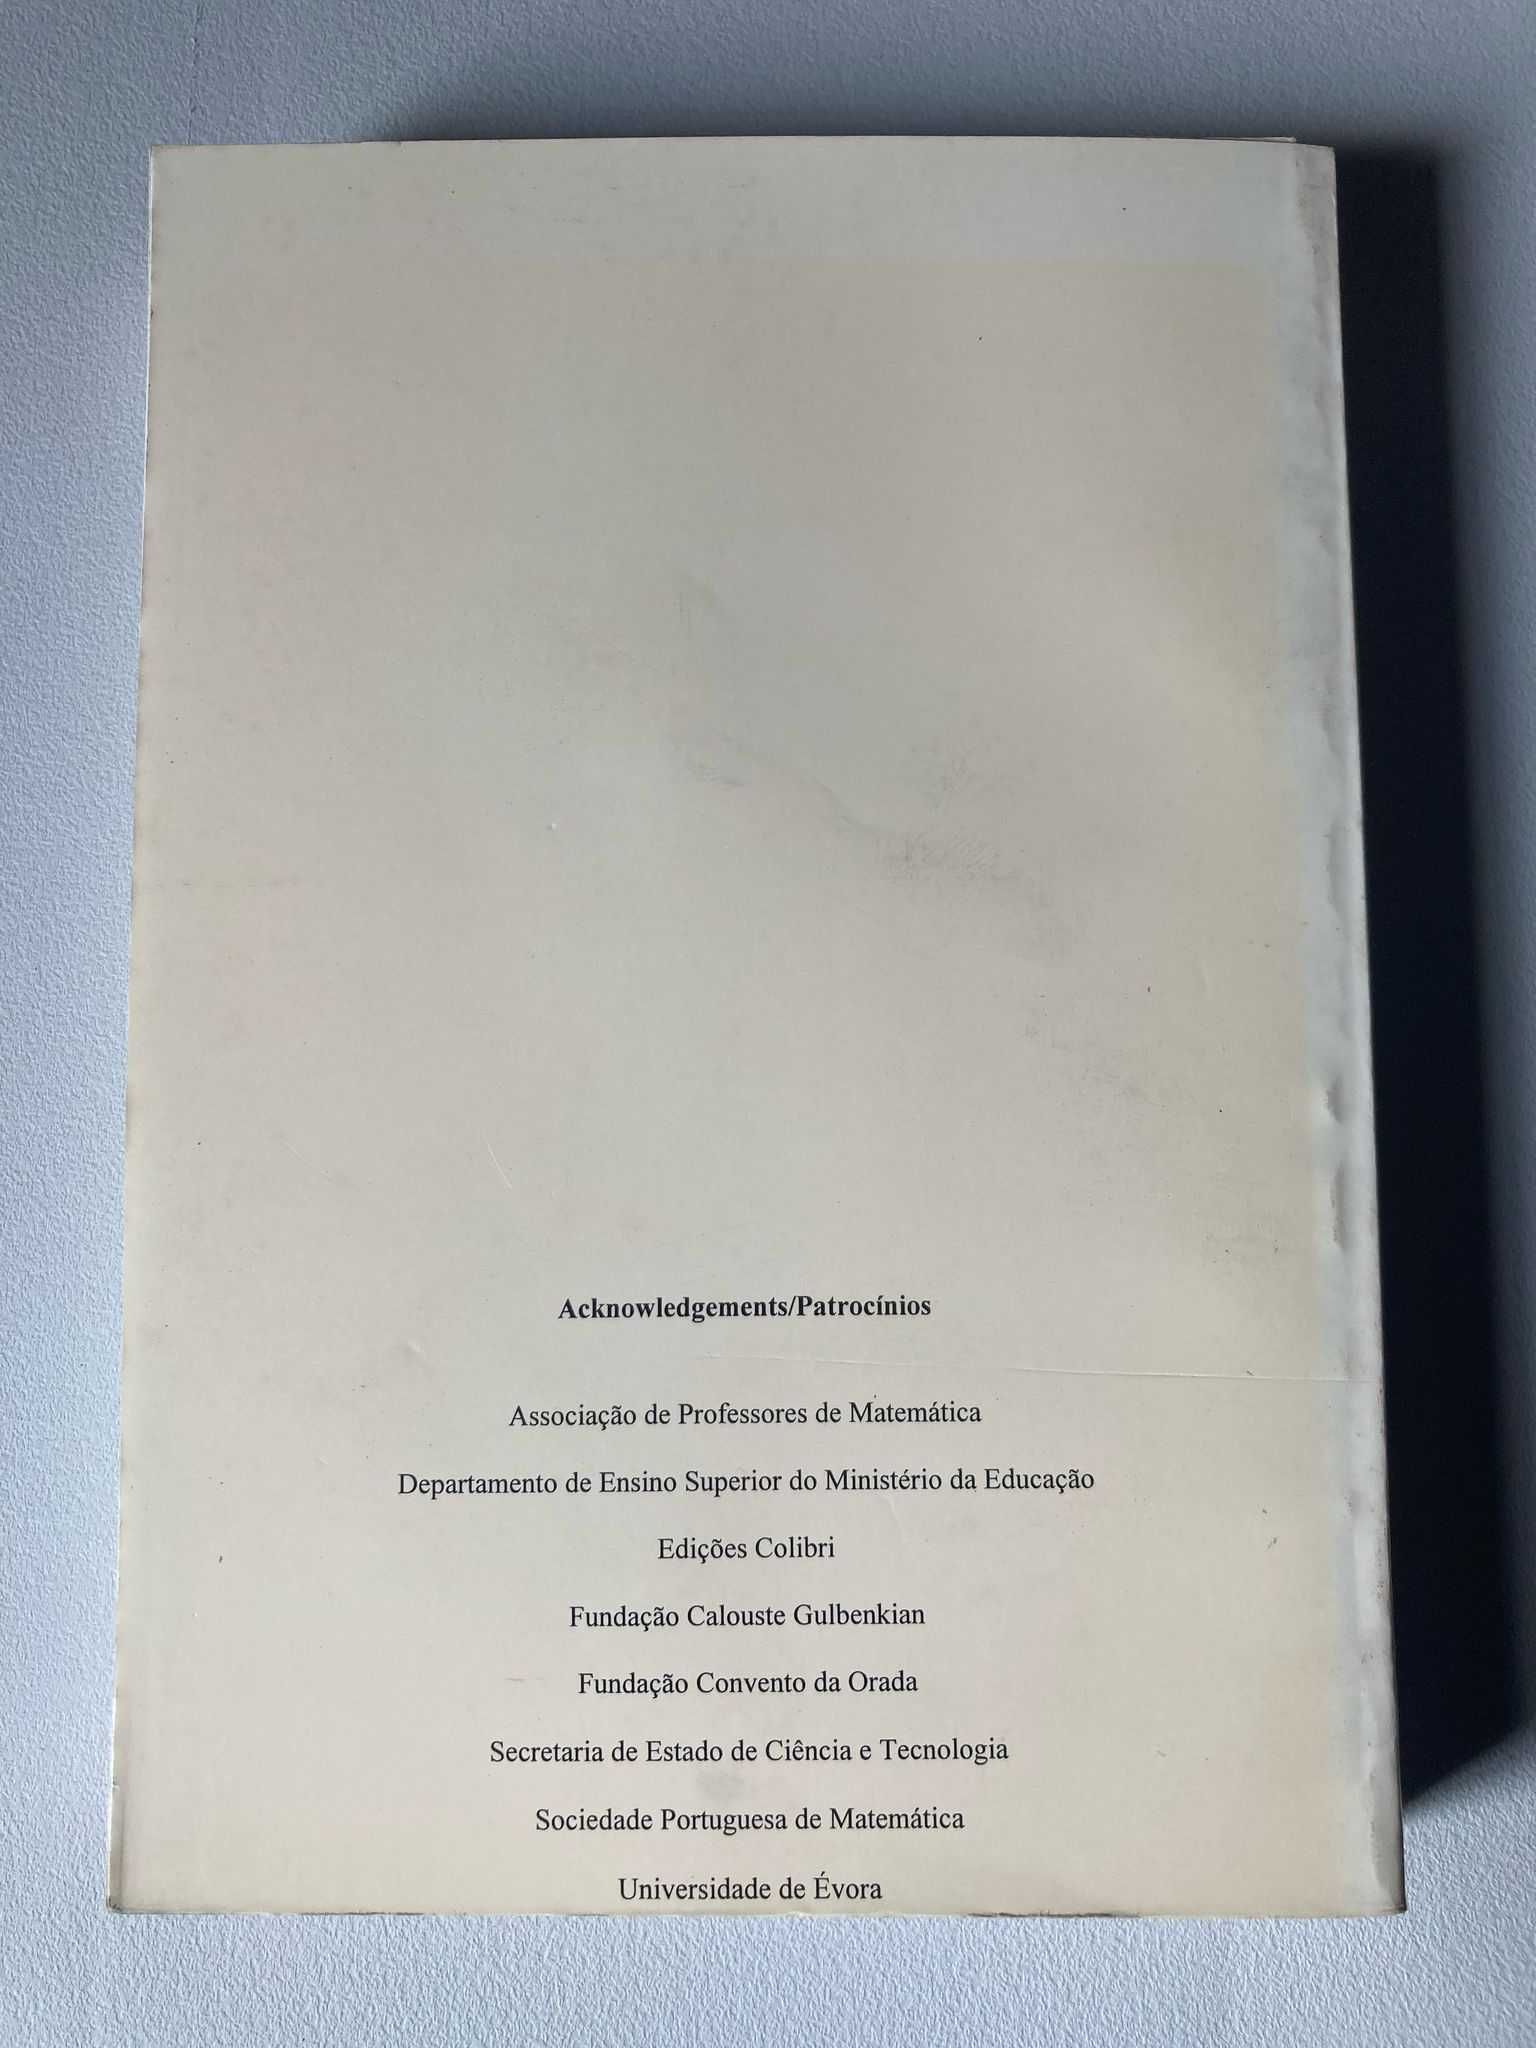 Acknowledgements/Patrocínios
Associação de Professores de Matemática
Departamento de Ensino Superior do Ministério da Educação
Edições Colibri
Fundação Calouste Gulbenkian
Fundação Convento da Orada
Secretaria de Estado de Ciência e Tecnologia
Sociedade Portuguesa de Matemática
Universidade de Évora